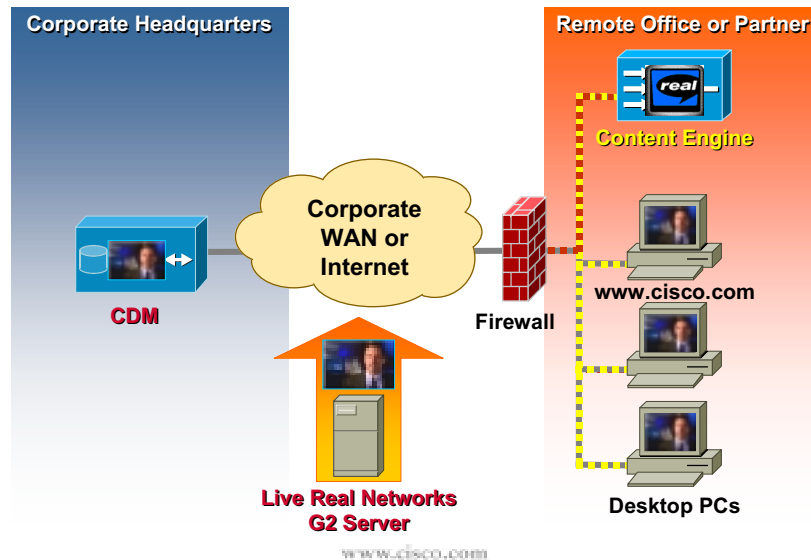 Corporate Headquarters
Remote Office or Partner
real
Content Engine
Corporate
WAN or
Internet
CDM
Firewall
www.cisco.com
Live Real Networks
G2 Server
Desktop PCs
www.cisco.com